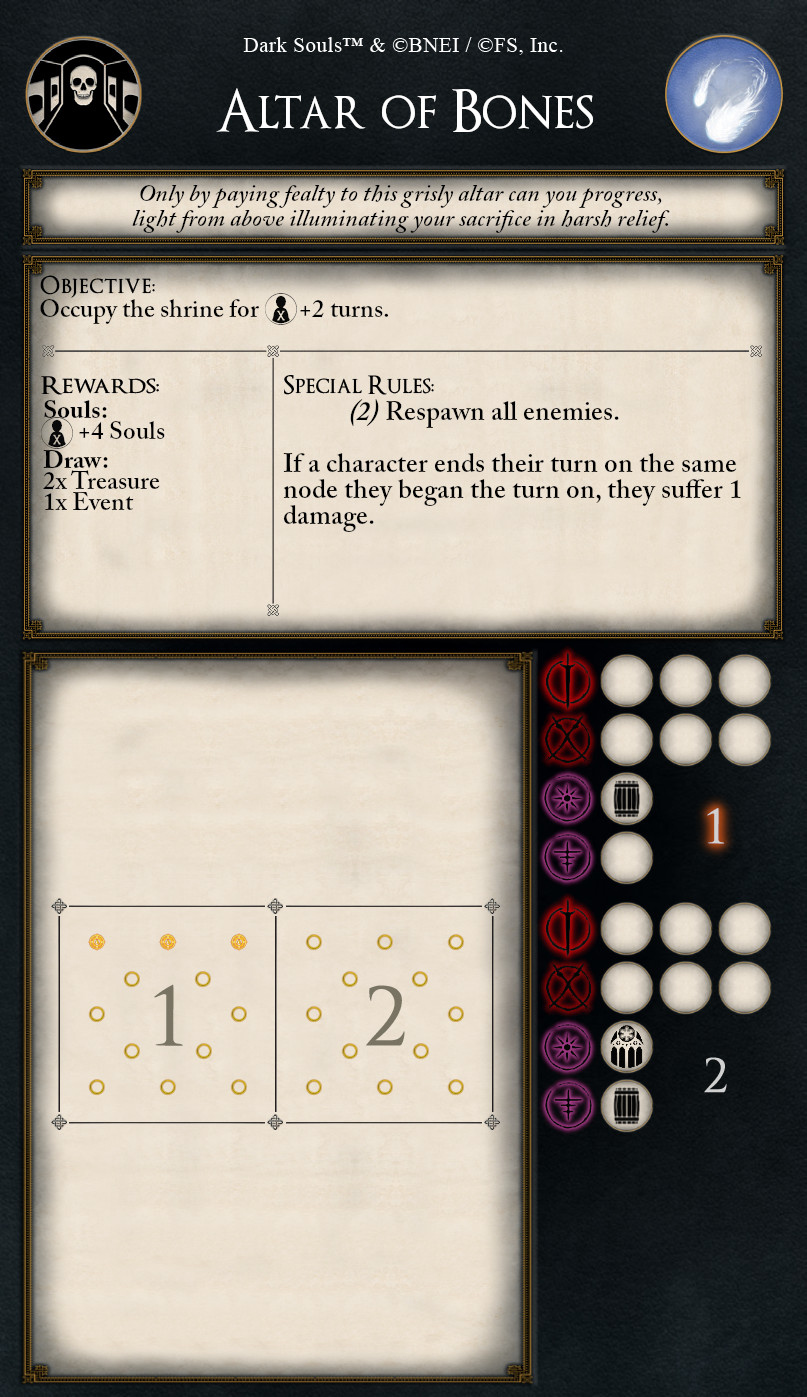 Dark Souls™ & ©BNEI / ©FS, Inc.
Altar of Bones
Only by paying fealty to this grisly altar can you progress,
light from above illuminating your sacrifice in harsh relief.
Objective:
Occupy the shrine for x+2 turns.
Rewards:
Souls:
x +4 Souls
Draw:
2x Treasure
1x Event
Special Rules:
(2) Respawn all enemies.
If a character ends their turn on the same
node they began the turn on, they suffer 1
damage.
1
2
1
2